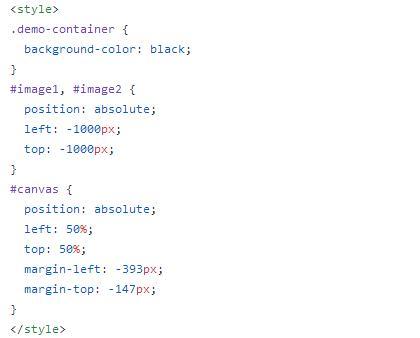 <style>
.demo-container {
  background-color: black;
}
#image1, #image2 {
  position: absolute;
  left: -1000px;
  top: -1000px;
}
#canvas {
  position: absolute;
  left: 50%;
  top: 50%;
  margin-left: -393px;
  margin-top: -147px;
}
</style>